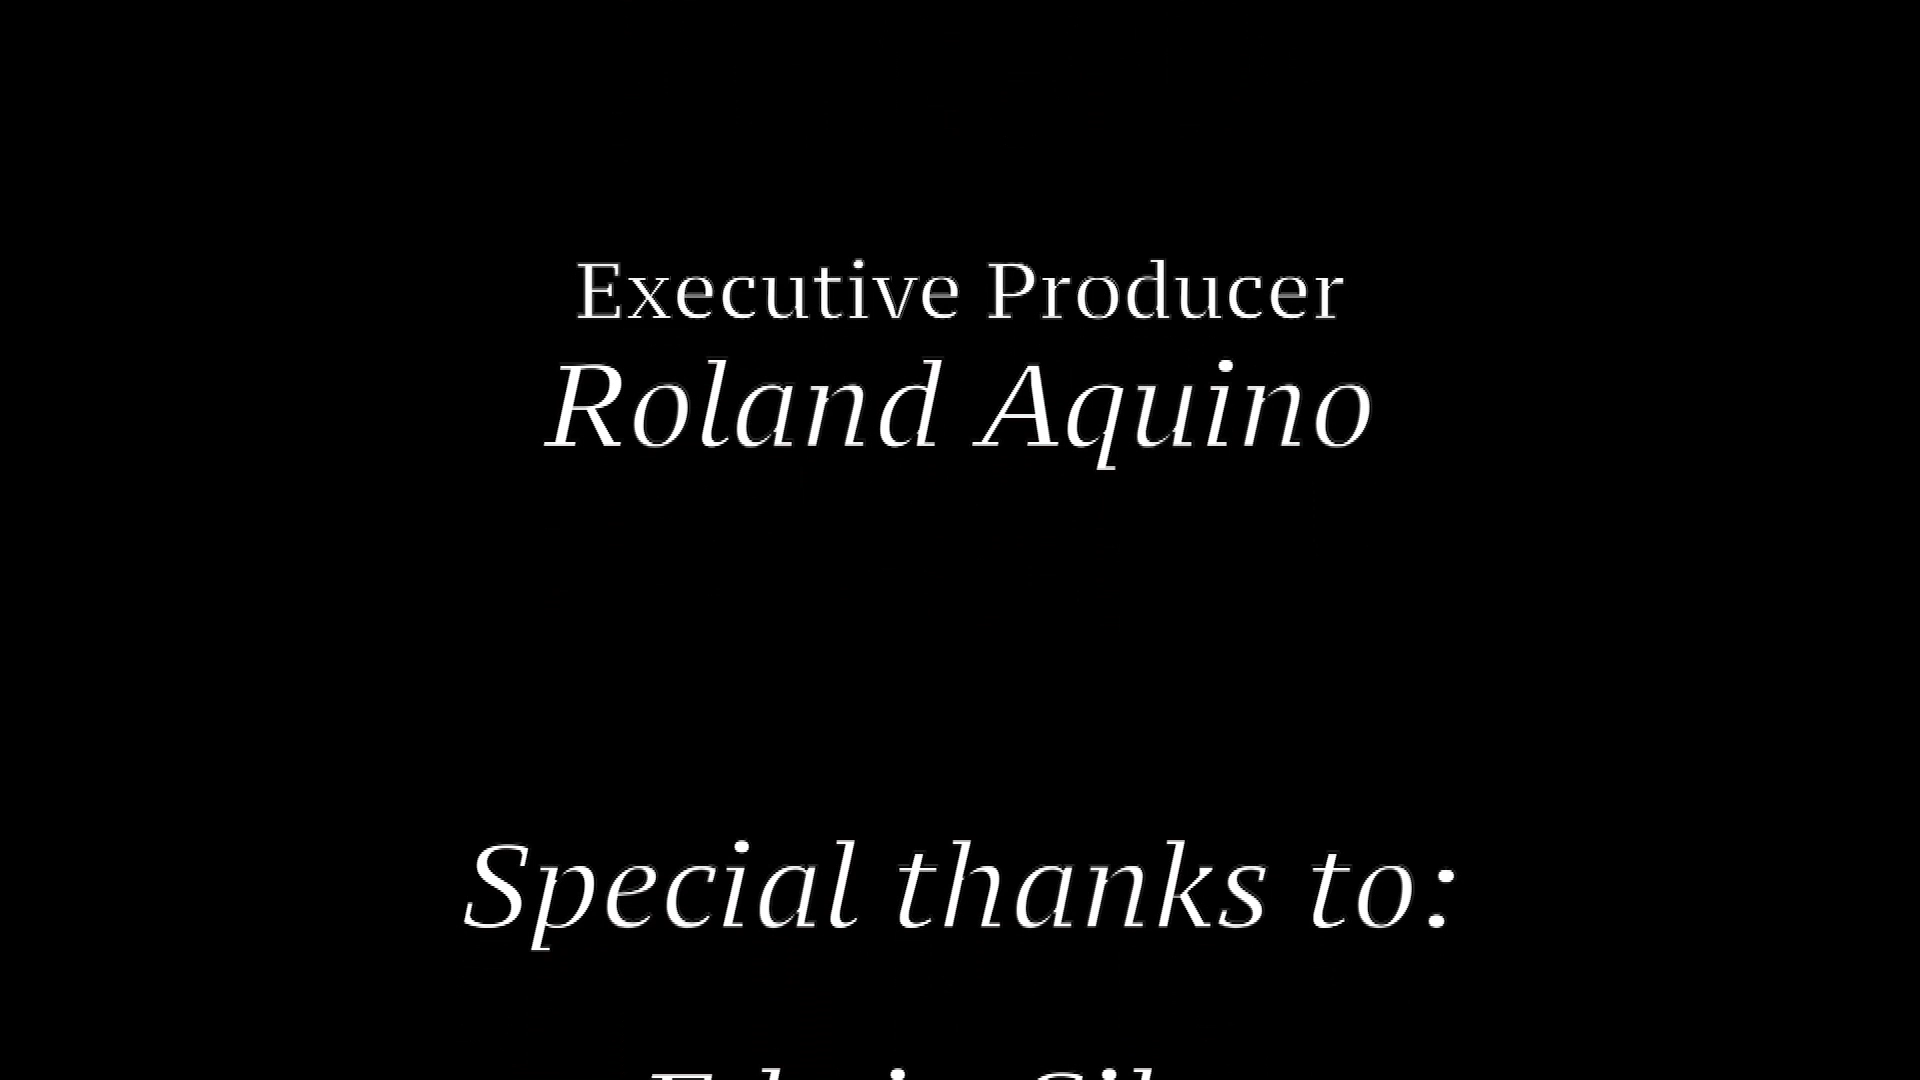 Executive Producer
Roland Aquino
Special thanks to: